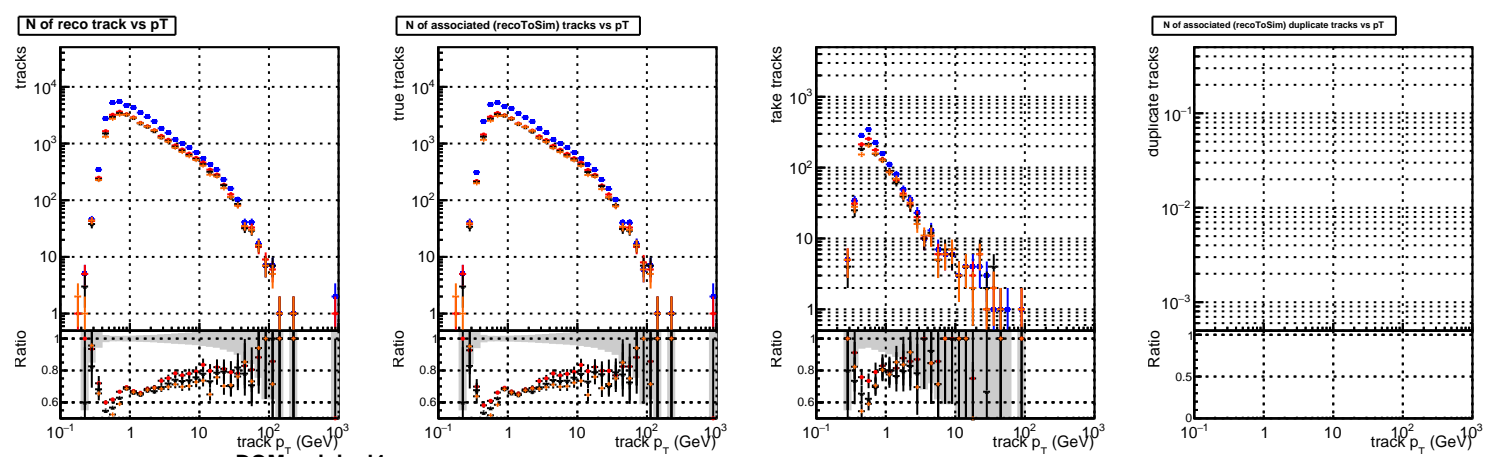 N of reco track vs pT
N of associated (recoToSim) tracks vs pT
N of associated (recoToSim) duplicate tracks vs pT
tracks
10⁴
10³
10²
10
1
Ratio
1
0.8
0.6
10⁻¹ 1 10 10² 10³
track p_T (GeV)
true tracks
10⁴
10³
10²
10
1
Ratio
1
0.8
0.6
10⁻¹ 1 10 10² 10³
track p_T (GeV)
fake tracks
10³
10²
10
1
Ratio
1
0.8
0.6
10⁻¹ 1 10 10² 10³
track p_T (GeV)
duplicate tracks
10⁻¹
10⁻²
10⁻³
Ratio
1
0.5
0
10⁻¹ 1 10 10² 10³
track p_T (GeV)